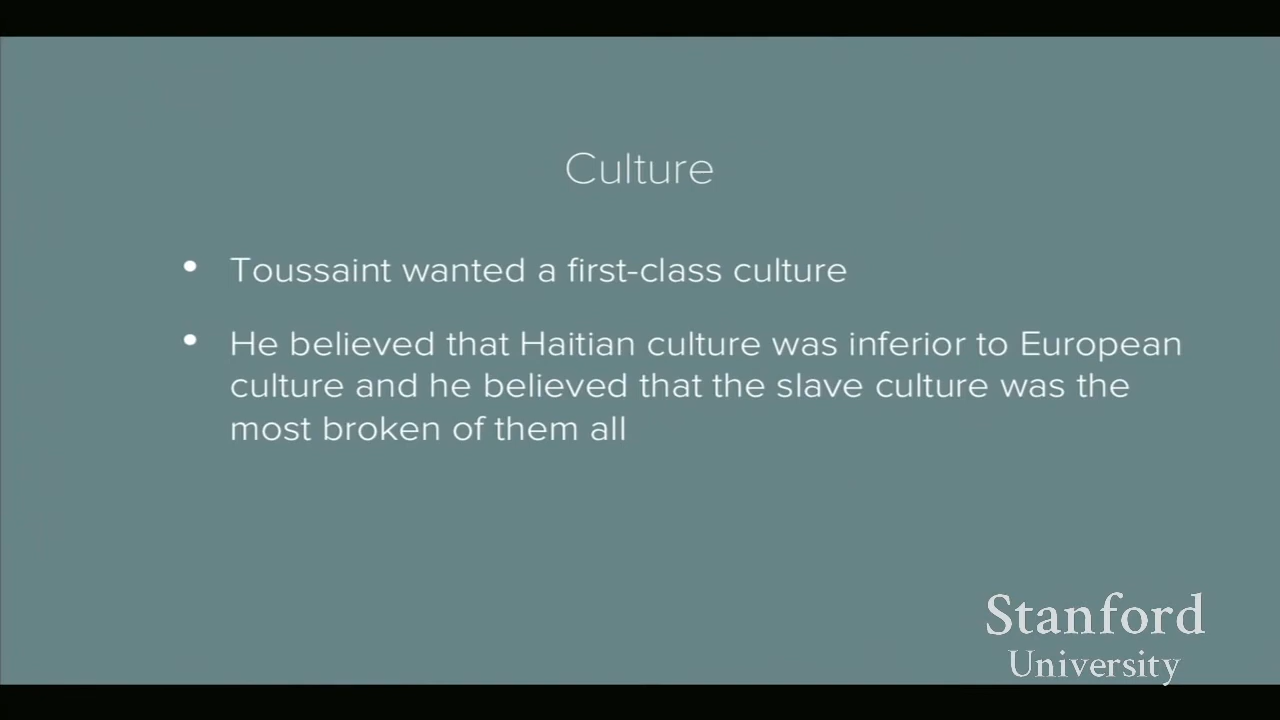 Culture
• Toussaint wanted a first-class culture
• He believed that Haitian culture was inferior to European
culture and he believed that the slave culture was the
most broken of them all
Stanford
University